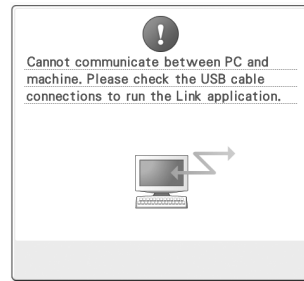 Cannot communicate between PC and
machine. Please check the USB cable
connections to run the Link application.